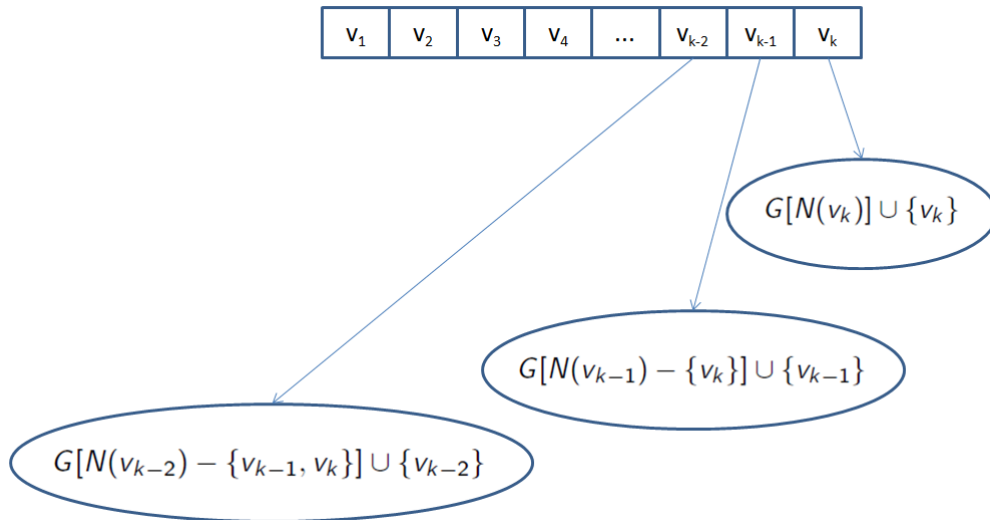 v₁ v₂ v₃ v₄ ... vₖ₋₂ vₖ₋₁ vₖ
G[N(vₖ)] ∪ {vₖ}
G[N(vₖ₋₁) − {vₖ}] ∪ {vₖ₋₁}
G[N(vₖ₋₂) − {vₖ₋₁, vₖ}] ∪ {vₖ₋₂}